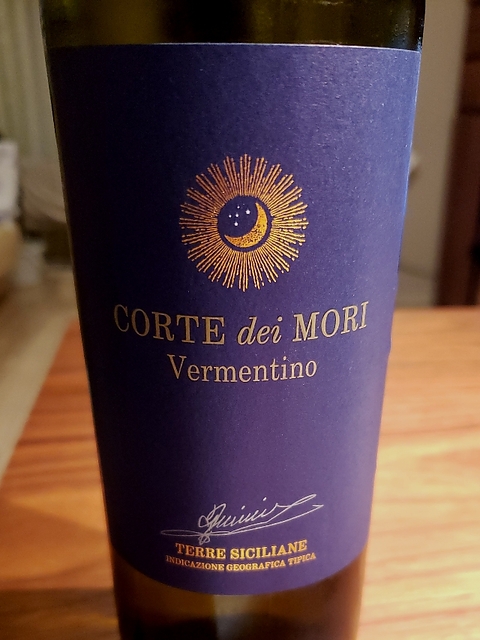 CORTE dei MORI
Vermentino
TERRE SICILIANE
INDICAZIONE GEOGRAFICA TIPICA